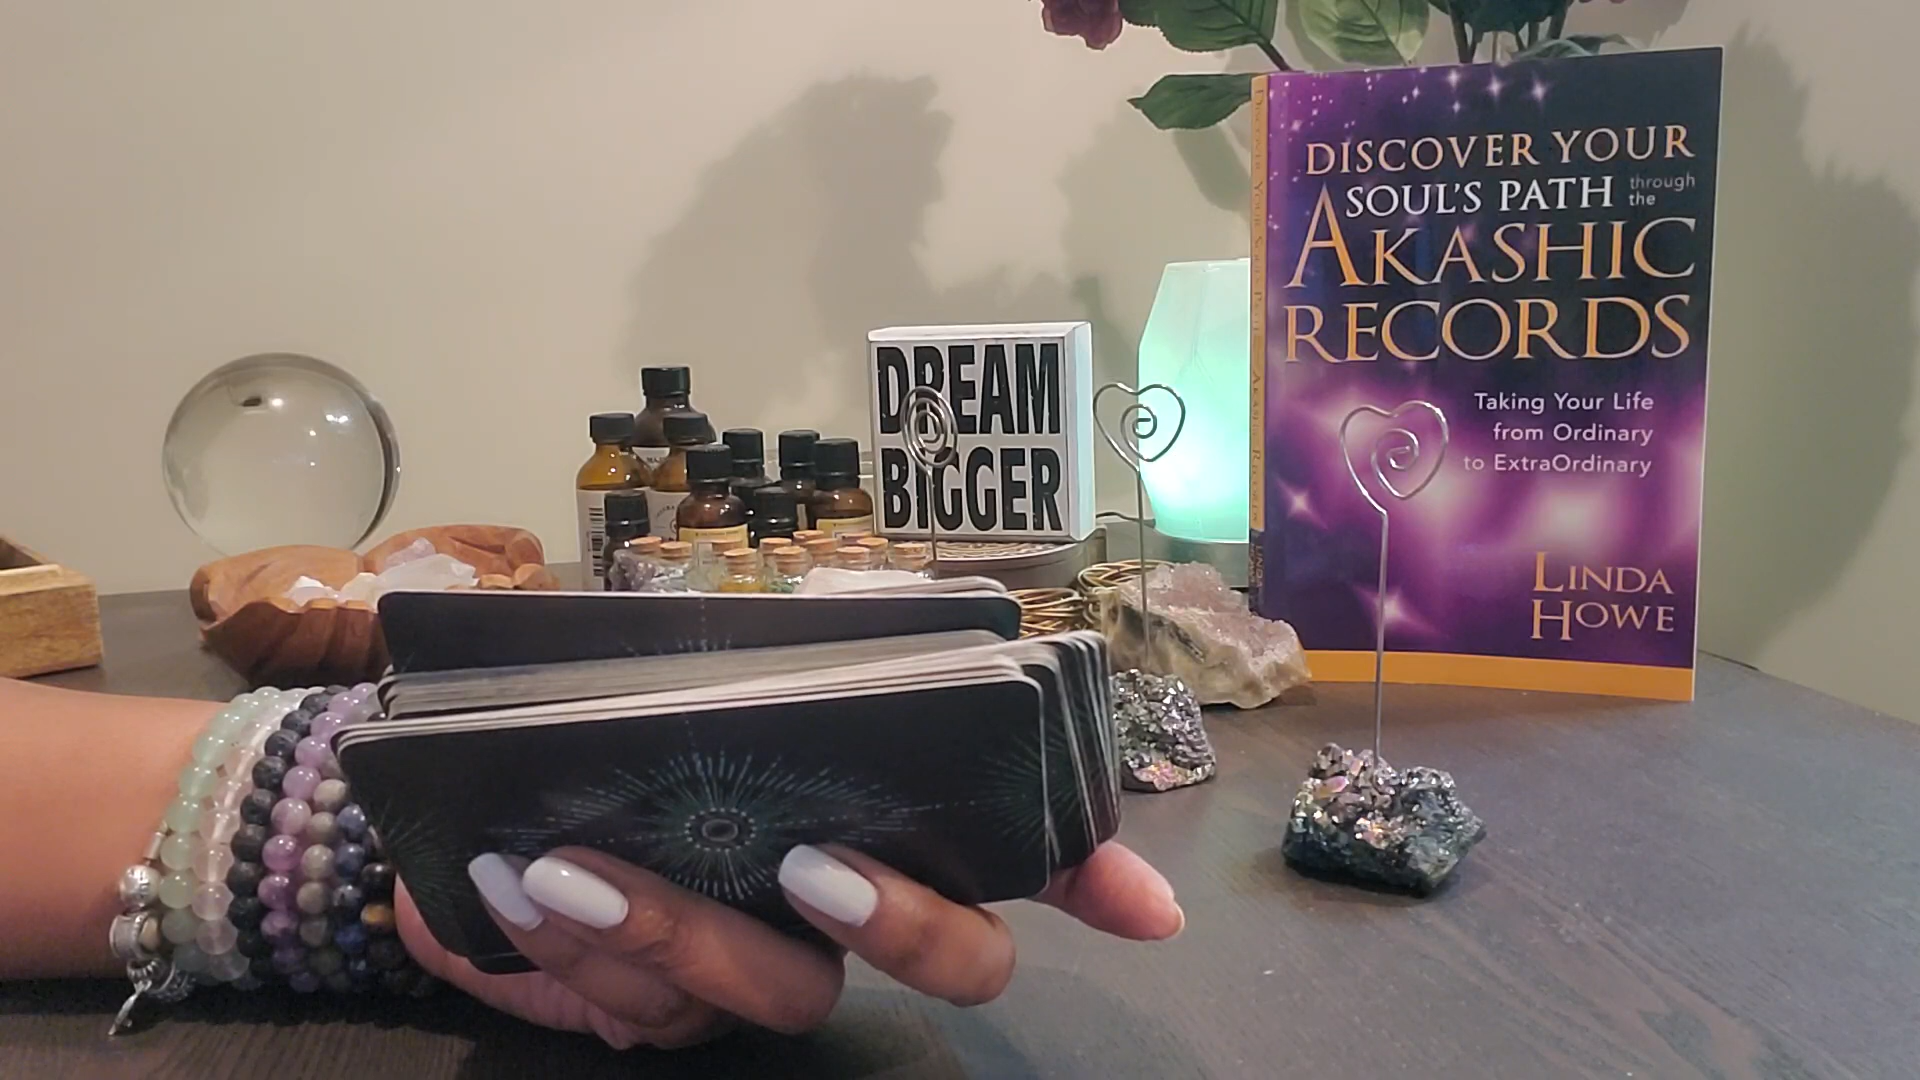 DREAM
BIGGER
DISCOVER YOUR
SOUL'S PATH through
the
AKASHIC
RECORDS
Taking Your Life
from Ordinary
to ExtraOrdinary
LINDA
HOWE